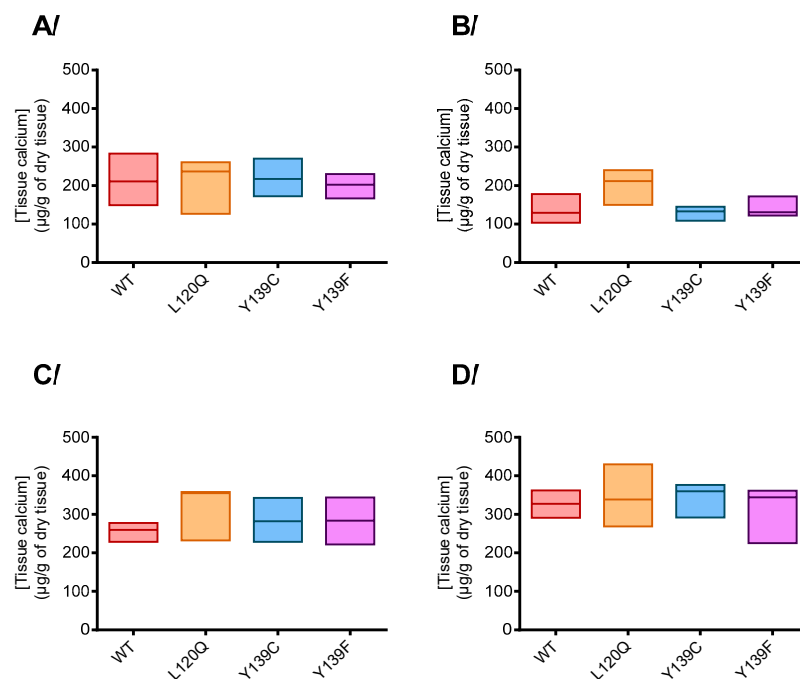 A/
[Tissue calcium]
(µg/g of dry tissue)
500
400
300
200
100
0
WT
L120Q
Y139C
Y139F
B/
[Tissue calcium]
(µg/g of dry tissue)
500
400
300
200
100
0
WT
L120Q
Y139C
Y139F
C/
[Tissue calcium]
(µg/g of dry tissue)
500
400
300
200
100
0
WT
L120Q
Y139C
Y139F
D/
[Tissue calcium]
(µg/g of dry tissue)
500
400
300
200
100
0
WT
L120Q
Y139C
Y139F